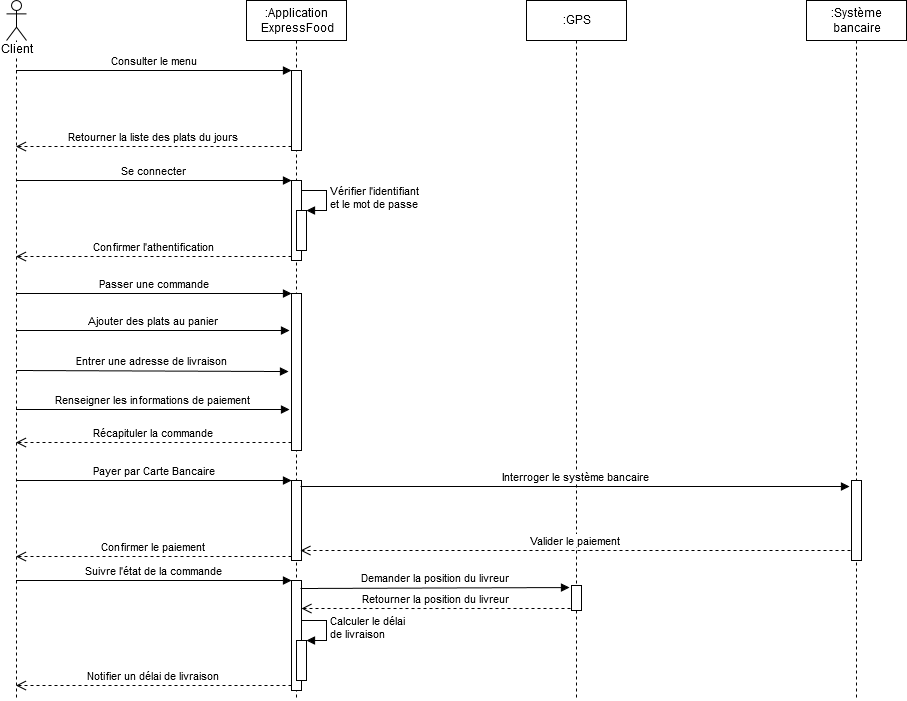 :Application
ExpressFood
:GPS
:Système
bancaire
Client
Consulter le menu
Retourner la liste des plats du jours
Se connecter
Vérifier l'identifiant
et le mot de passe
Confirmer l'athentification
Passer une commande
Ajouter des plats au panier
Entrer une adresse de livraison
Renseigner les informations de paiement
Récapituler la commande
Payer par Carte Bancaire
Interroger le système bancaire
Valider le paiement
Confirmer le paiement
Suivre l'état de la commande
Demander la position du livreur
Retourner la position du livreur
Calculer le délai
de livraison
Notifier un délai de livraison